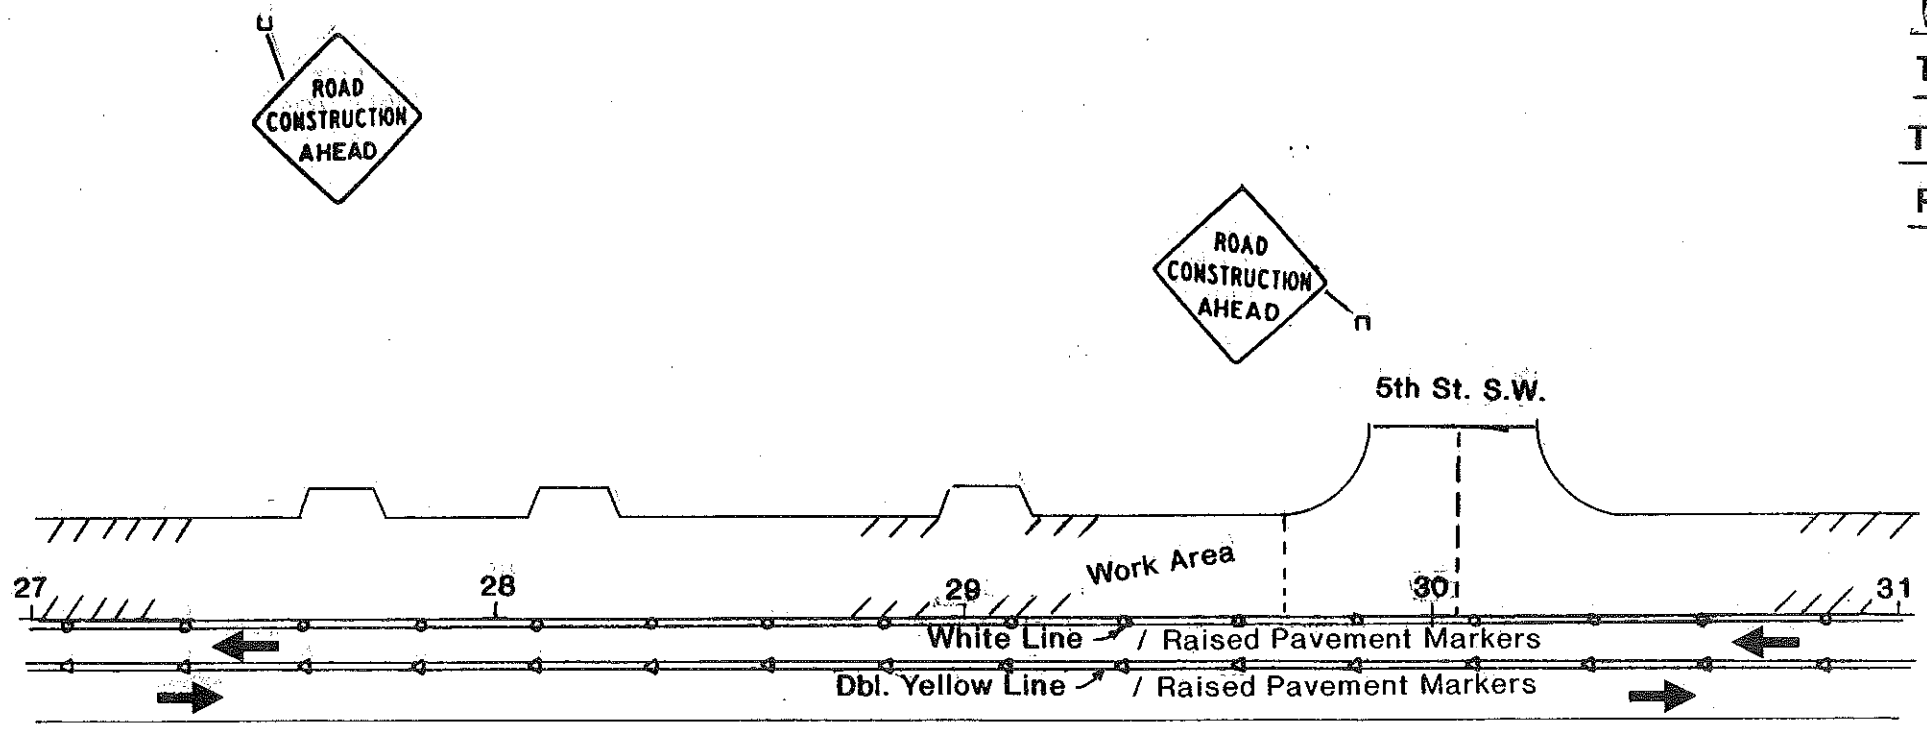 ROAD
CONSTRUCTION
AHEAD
ROAD
CONSTRUCTION
AHEAD
5th St. S.W.
Work Area
27
28
29
30
31
White Line / Raised Pavement Markers
Dbl. Yellow Line / Raised Pavement Markers